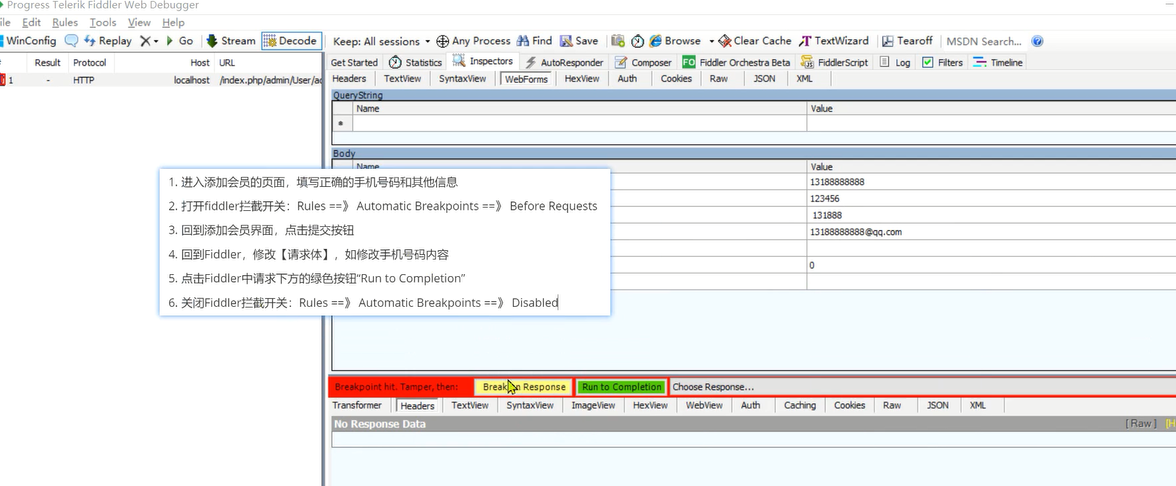 Progress Telerik Fiddler Web Debugger
ile Edit Rules Tools View Help
WinConfig Replay Go Stream Decode Keep: All sessions Any Process Find Save Browse Clear Cache TextWizard Tearoff MSDN Search...
# Result Protocol Host URL
1 - HTTP localhost /index.php/admin/User/ad
Get Started Statistics Inspectors AutoResponder Composer FO Fiddler Orchestra Beta FiddlerScript Log Filters Timeline
Headers TextView SyntaxView WebForms HexView Auth Cookies Raw JSON XML
QueryString
Name Value
*
Body
Name Value
13188888888
123456
131888
13188888888@qq.com
0
1. 进入添加会员的页面，填写正确的手机号码和其他信息
2. 打开fiddler拦截开关：Rules ==》 Automatic Breakpoints ==》 Before Requests
3. 回到添加会员界面，点击提交按钮
4. 回到Fiddler，修改【请求体】，如修改手机号码内容
5. 点击Fiddler中请求下方的绿色按钮“Run to Completion”
6. 关闭Fiddler拦截开关：Rules ==》 Automatic Breakpoints ==》 Disabled
Breakpoint hit. Tamper, then: Break on Response Run to Completion Choose Response...
Transformer Headers TextView SyntaxView ImageView HexView WebView Auth Caching Cookies Raw JSON XML
No Response Data [Raw] [H